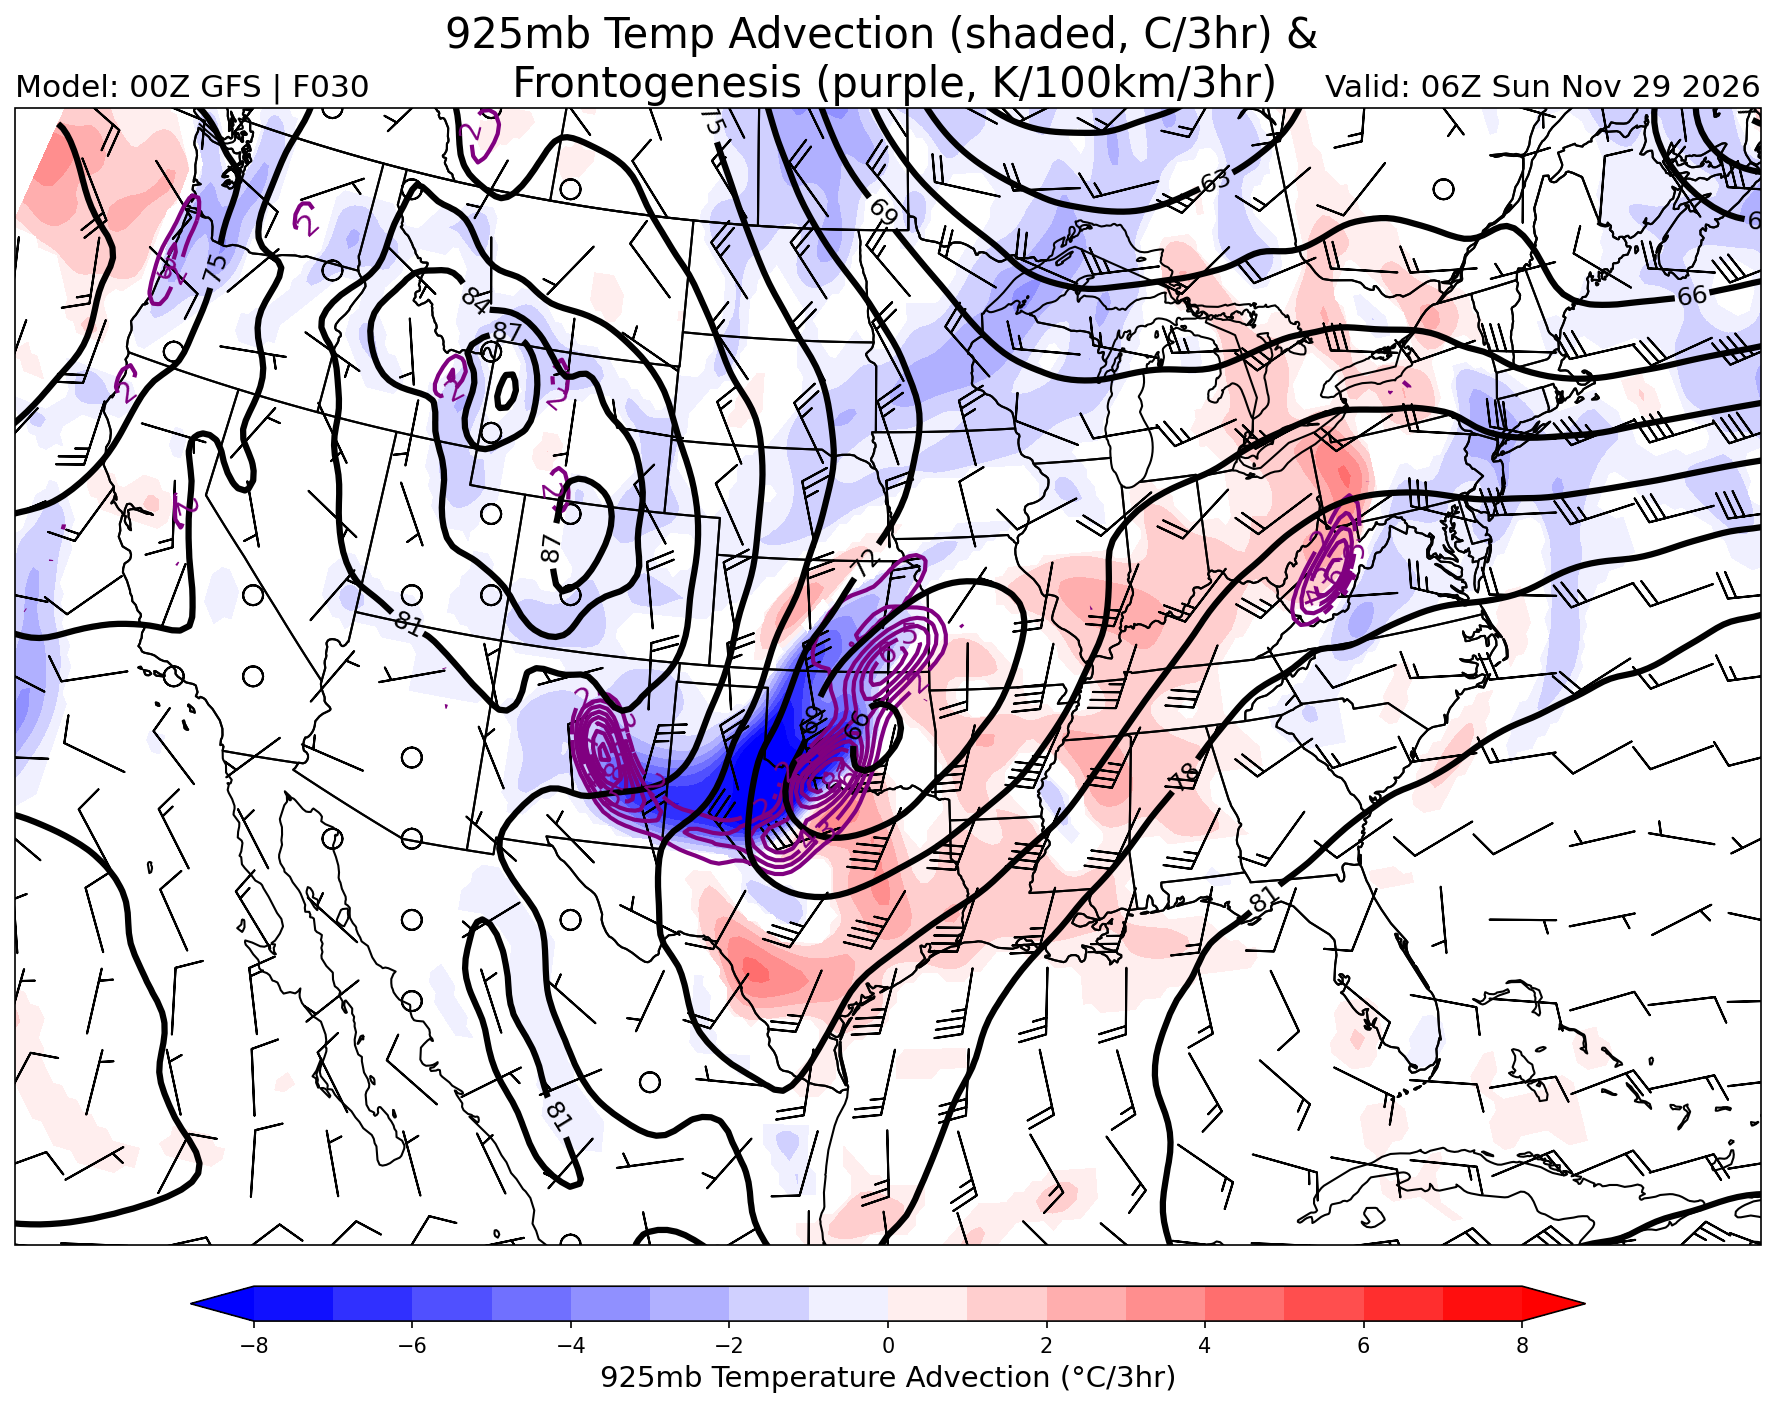 925mb Temp Advection (shaded, C/3hr) &
Frontogenesis (purple, K/100km/3hr)
Model: 00Z GFS | F030
Valid: 06Z Sun Nov 29 2026
75
69
63
66
75
84
87
87
81
72
69
66
78
81
81
−8 −6 −4 −2 0 2 4 6 8
925mb Temperature Advection (°C/3hr)